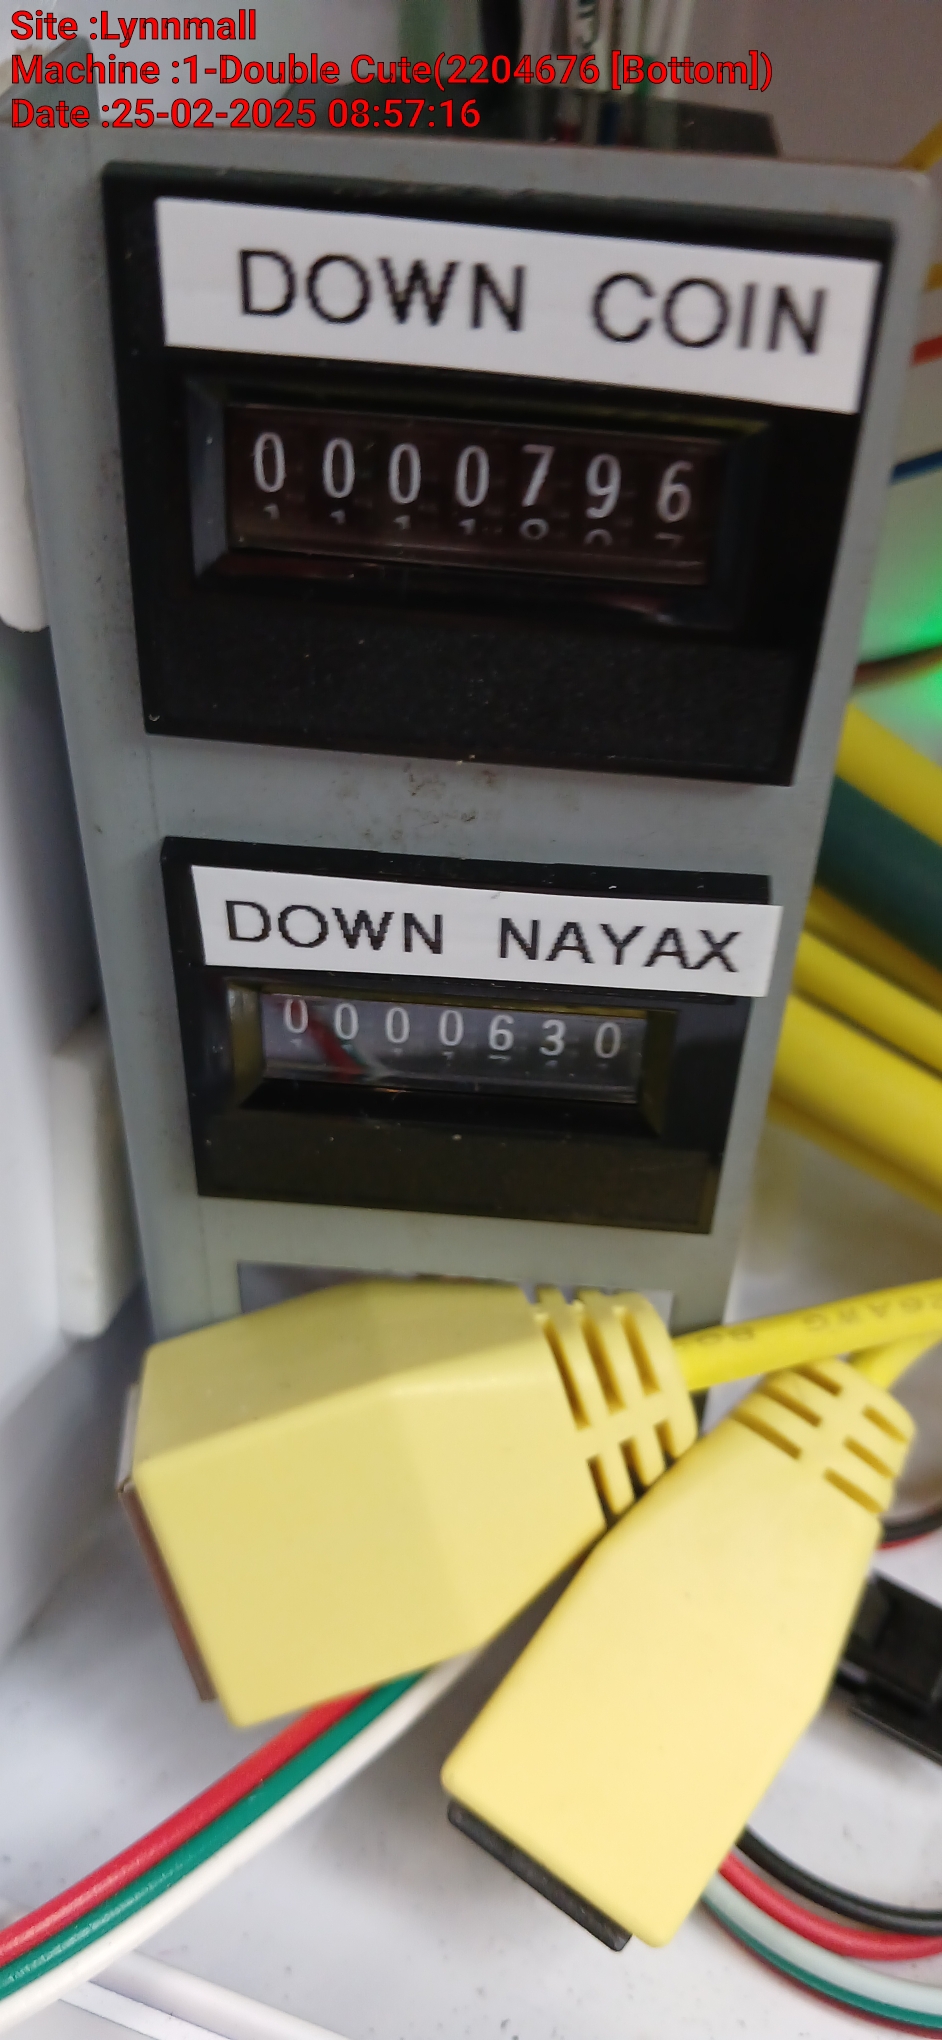 Site :Lynnmall
Machine :1-Double Cute(2204676 [Bottom])
Date :25-02-2025 08:57:16
DOWN COIN
0000796
DOWN NAYAX
0000630